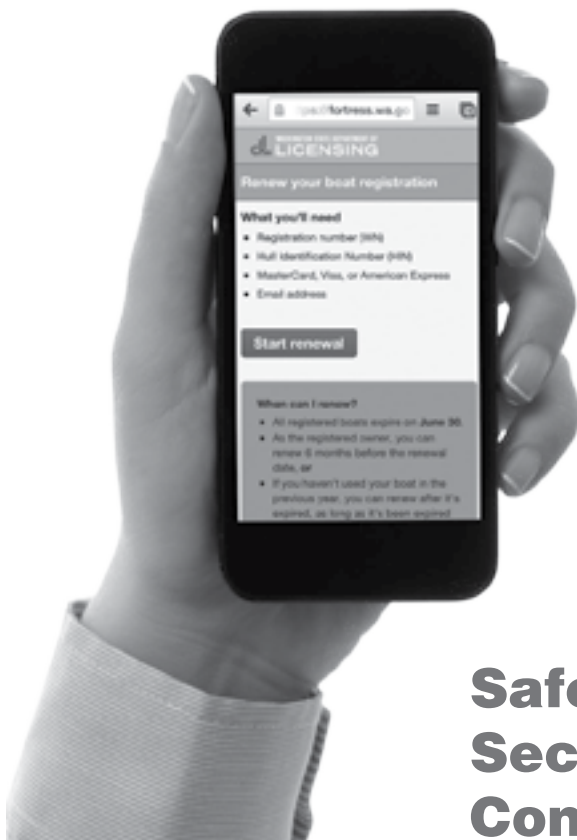 fortress.wa.go
WASHINGTON STATE DEPARTMENT OF
LICENSING
Renew your boat registration
What you'll need
• Registration number (WN)
• Hull Identification Number (HIN)
• MasterCard, Visa, or American Express
• Email address
Start renewal
When can I renew?
• All registered boats expire on June 30.
• As the registered owner, you can
renew 6 months before the renewal
date, or
• If you haven't used your boat in the
previous year, you can renew after it's
expired, as long as it's been expired
Safe
Sec
Con